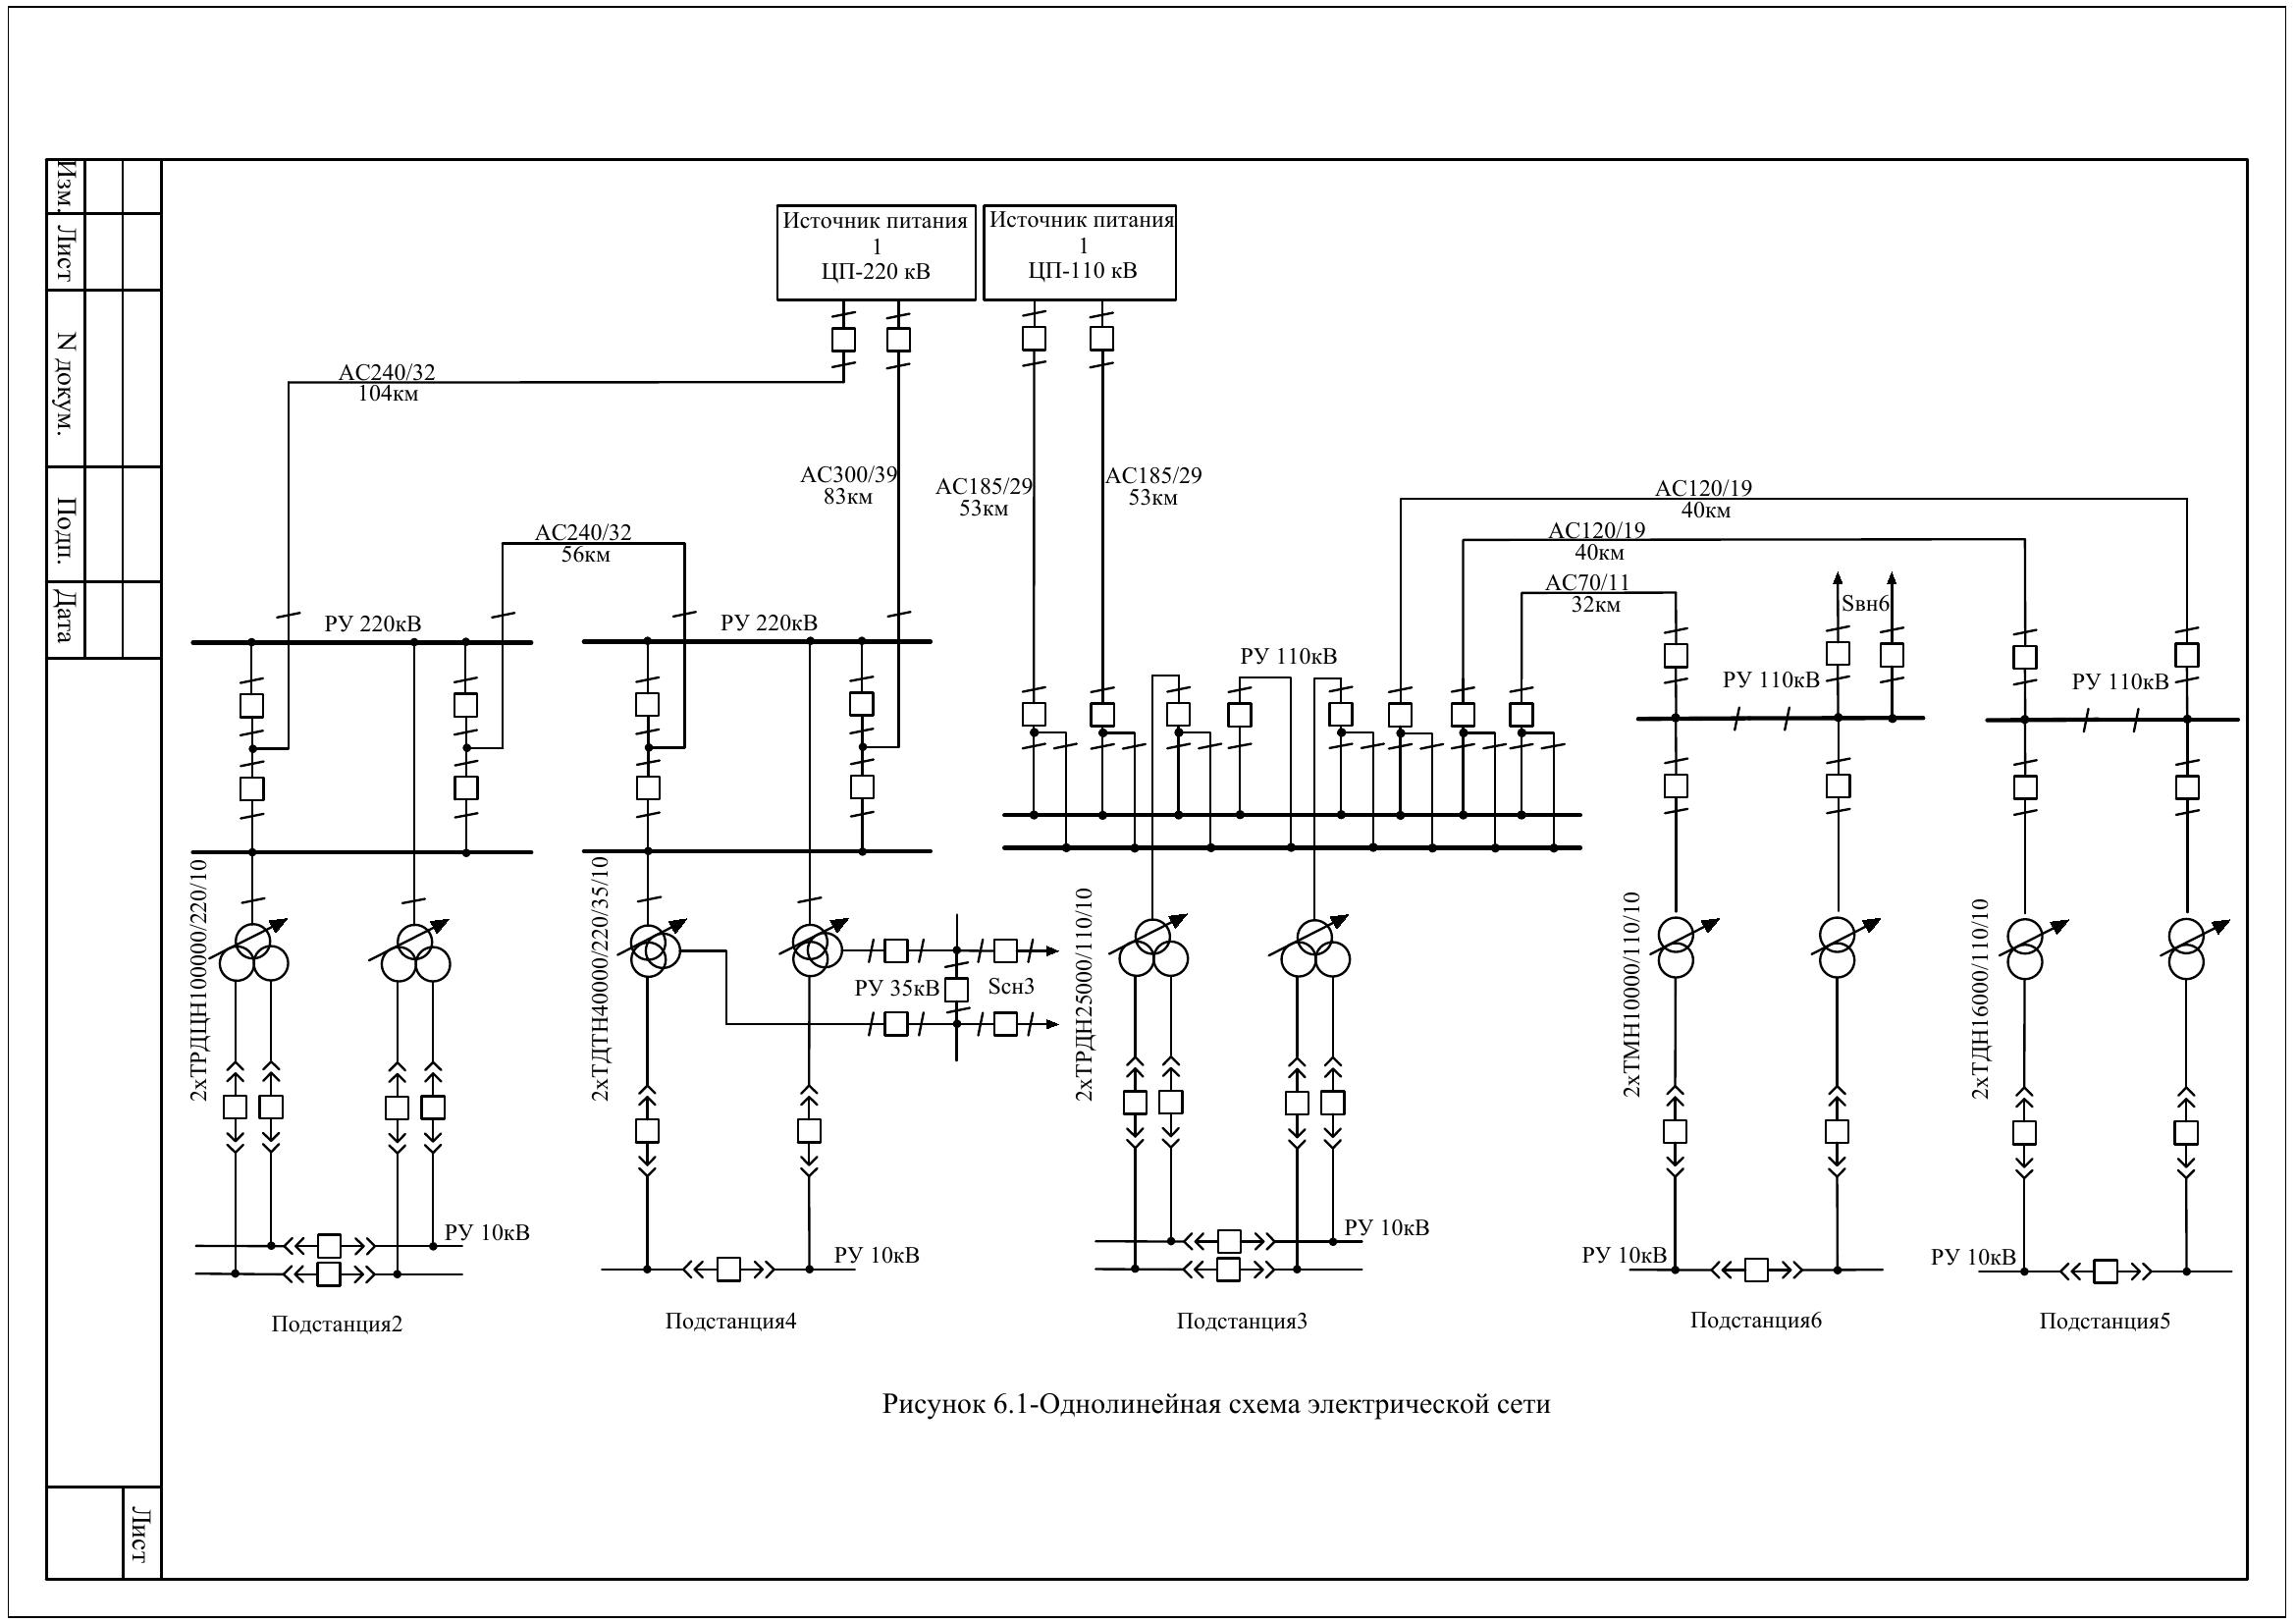 Изм.
Лист
N докум.
Подп.
Дата
Источник питания
1
ЦП-220 кВ
Источник питания
1
ЦП-110 кВ
АС240/32
104км
АС300/39
83км
АС185/29
53км
АС185/29
53км
АС120/19
40км
АС120/19
40км
АС240/32
56км
АС70/11
32км
Sвн6
РУ 220кВ
РУ 220кВ
РУ 110кВ
РУ 110кВ
РУ 110кВ
2хТРДЦН100000/220/10
2хТДТН40000/220/35/10
РУ 35кВ
Sсн3
2хТРДН25000/110/10
2хТМН10000/110/10
2хТДН16000/110/10
РУ 10кВ
РУ 10кВ
РУ 10кВ
РУ 10кВ
РУ 10кВ
Подстанция2
Подстанция4
Подстанция3
Подстанция6
Подстанция5
Рисунок 6.1-Однолинейная схема электрической сети
Лист